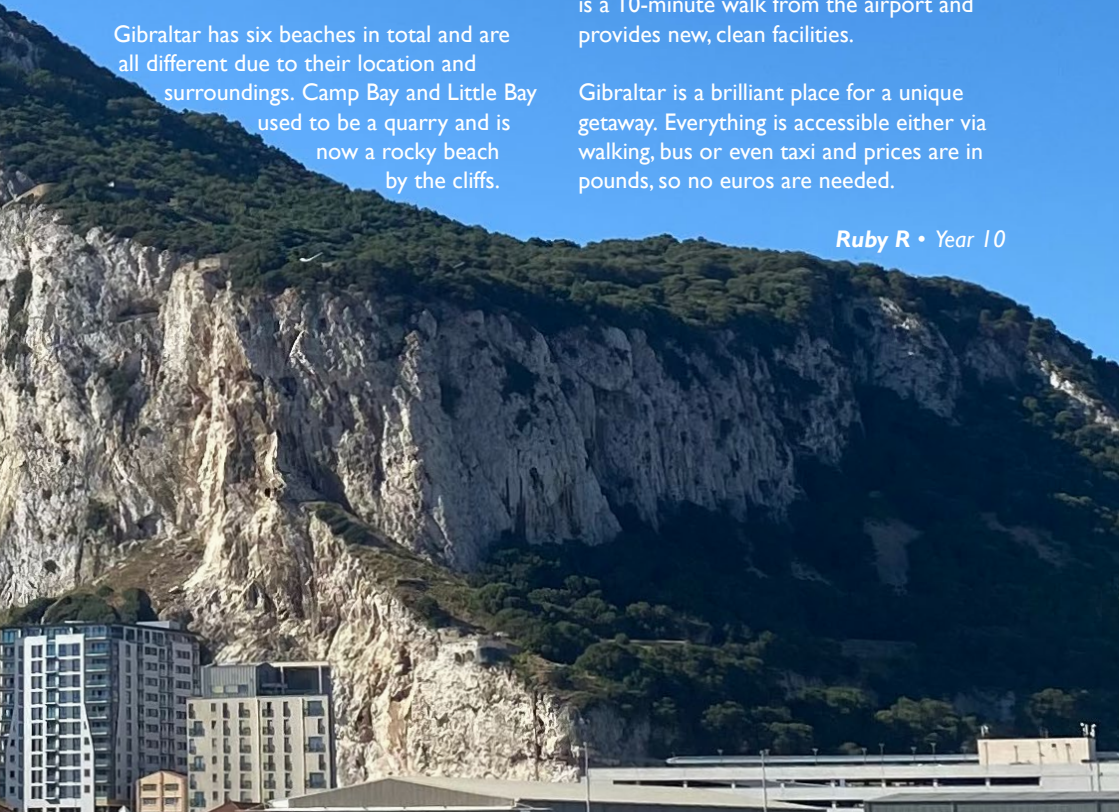 Gibraltar has six beaches in total and are
all different due to their location and
surroundings. Camp Bay and Little Bay
used to be a quarry and is
now a rocky beach
by the cliffs.
is a 10-minute walk from the airport and
provides new, clean facilities.
Gibraltar is a brilliant place for a unique
getaway. Everything is accessible either via
walking, bus or even taxi and prices are in
pounds, so no euros are needed.
Ruby R • Year 10